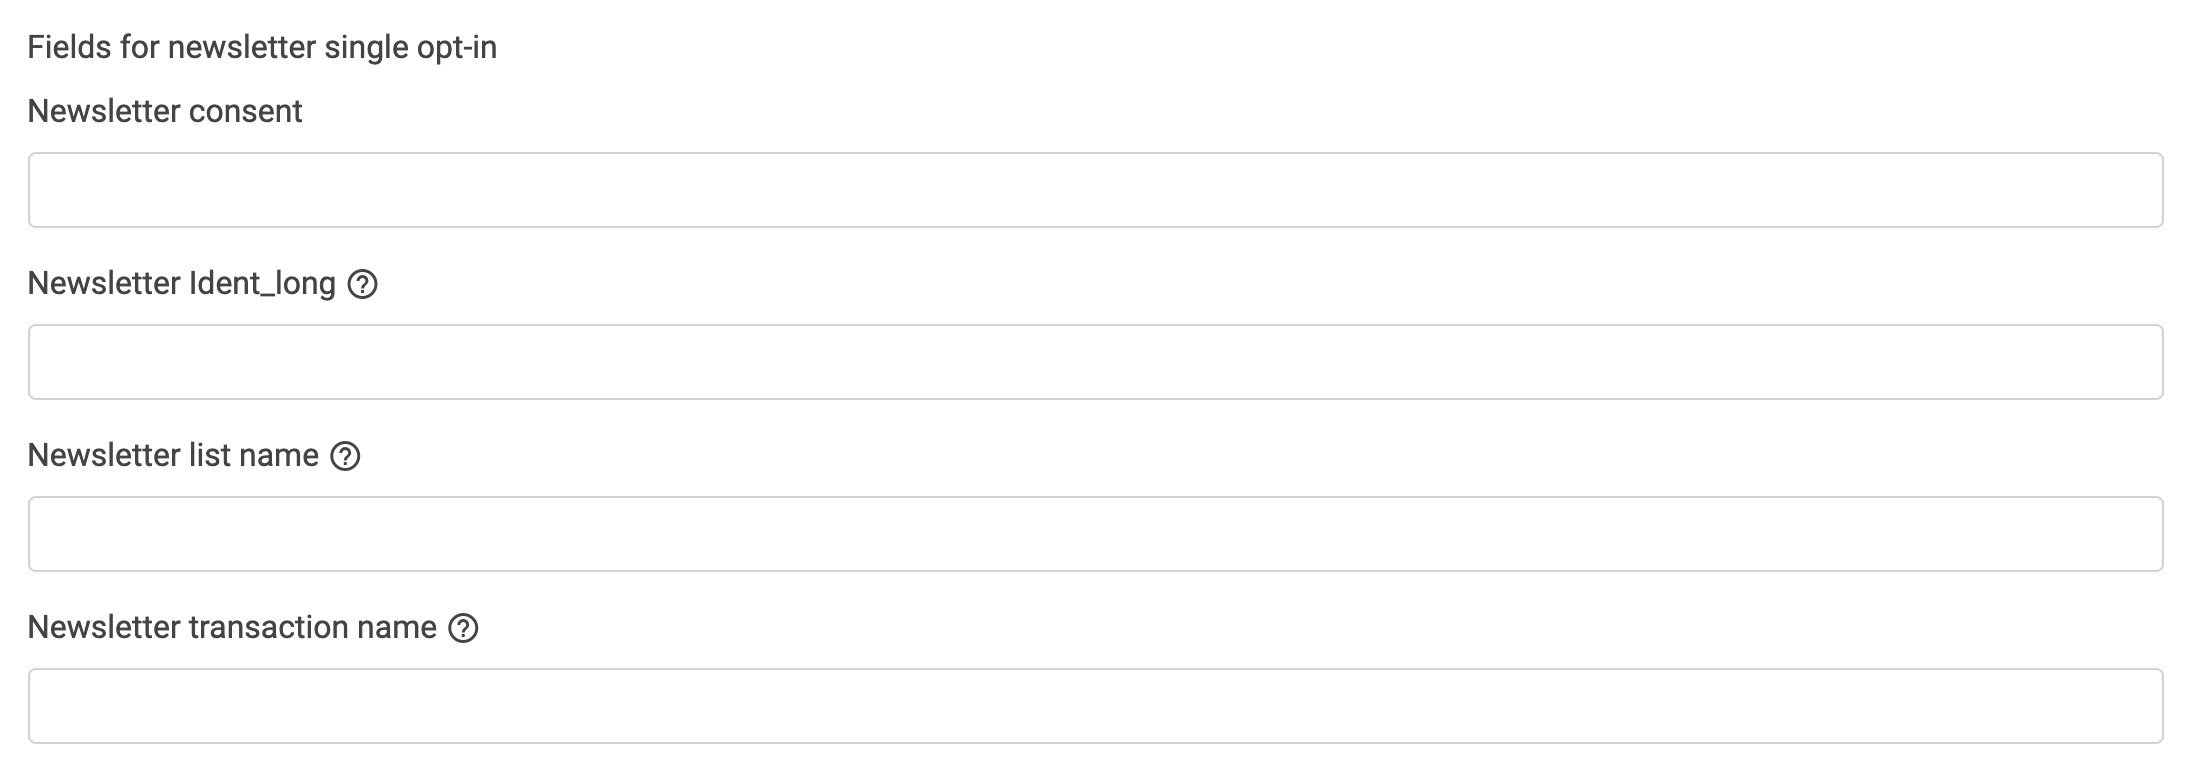 Fields for newsletter single opt-in
Newsletter consent
Newsletter Ident_long
Newsletter list name
Newsletter transaction name